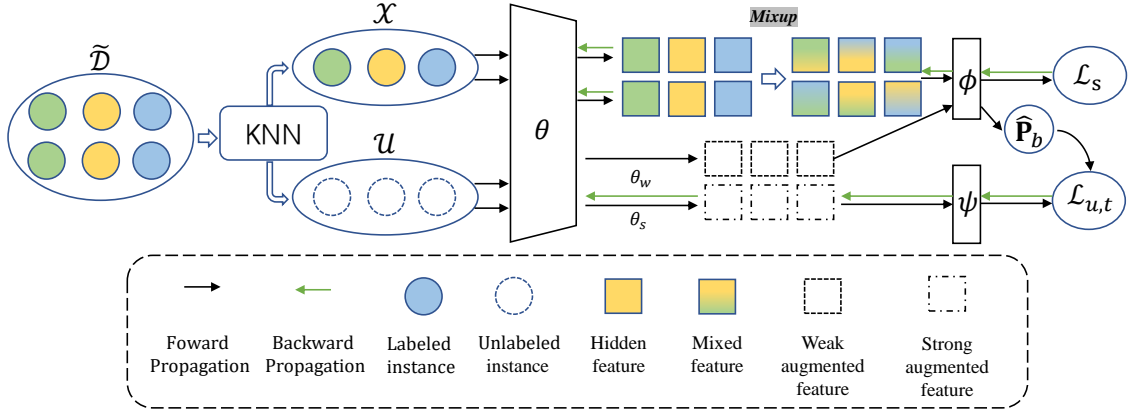 Mixup
𝒳
𝒟̃
ℒs
ϕ
KNN
θ
P̂b
𝒰
θw
ψ
ℒu,t
θs
Foward
Propagation
Backward
Propagation
Labeled
instance
Unlabeled
instance
Hidden
feature
Mixed
feature
Weak
augmented
feature
Strong
augmented
feature